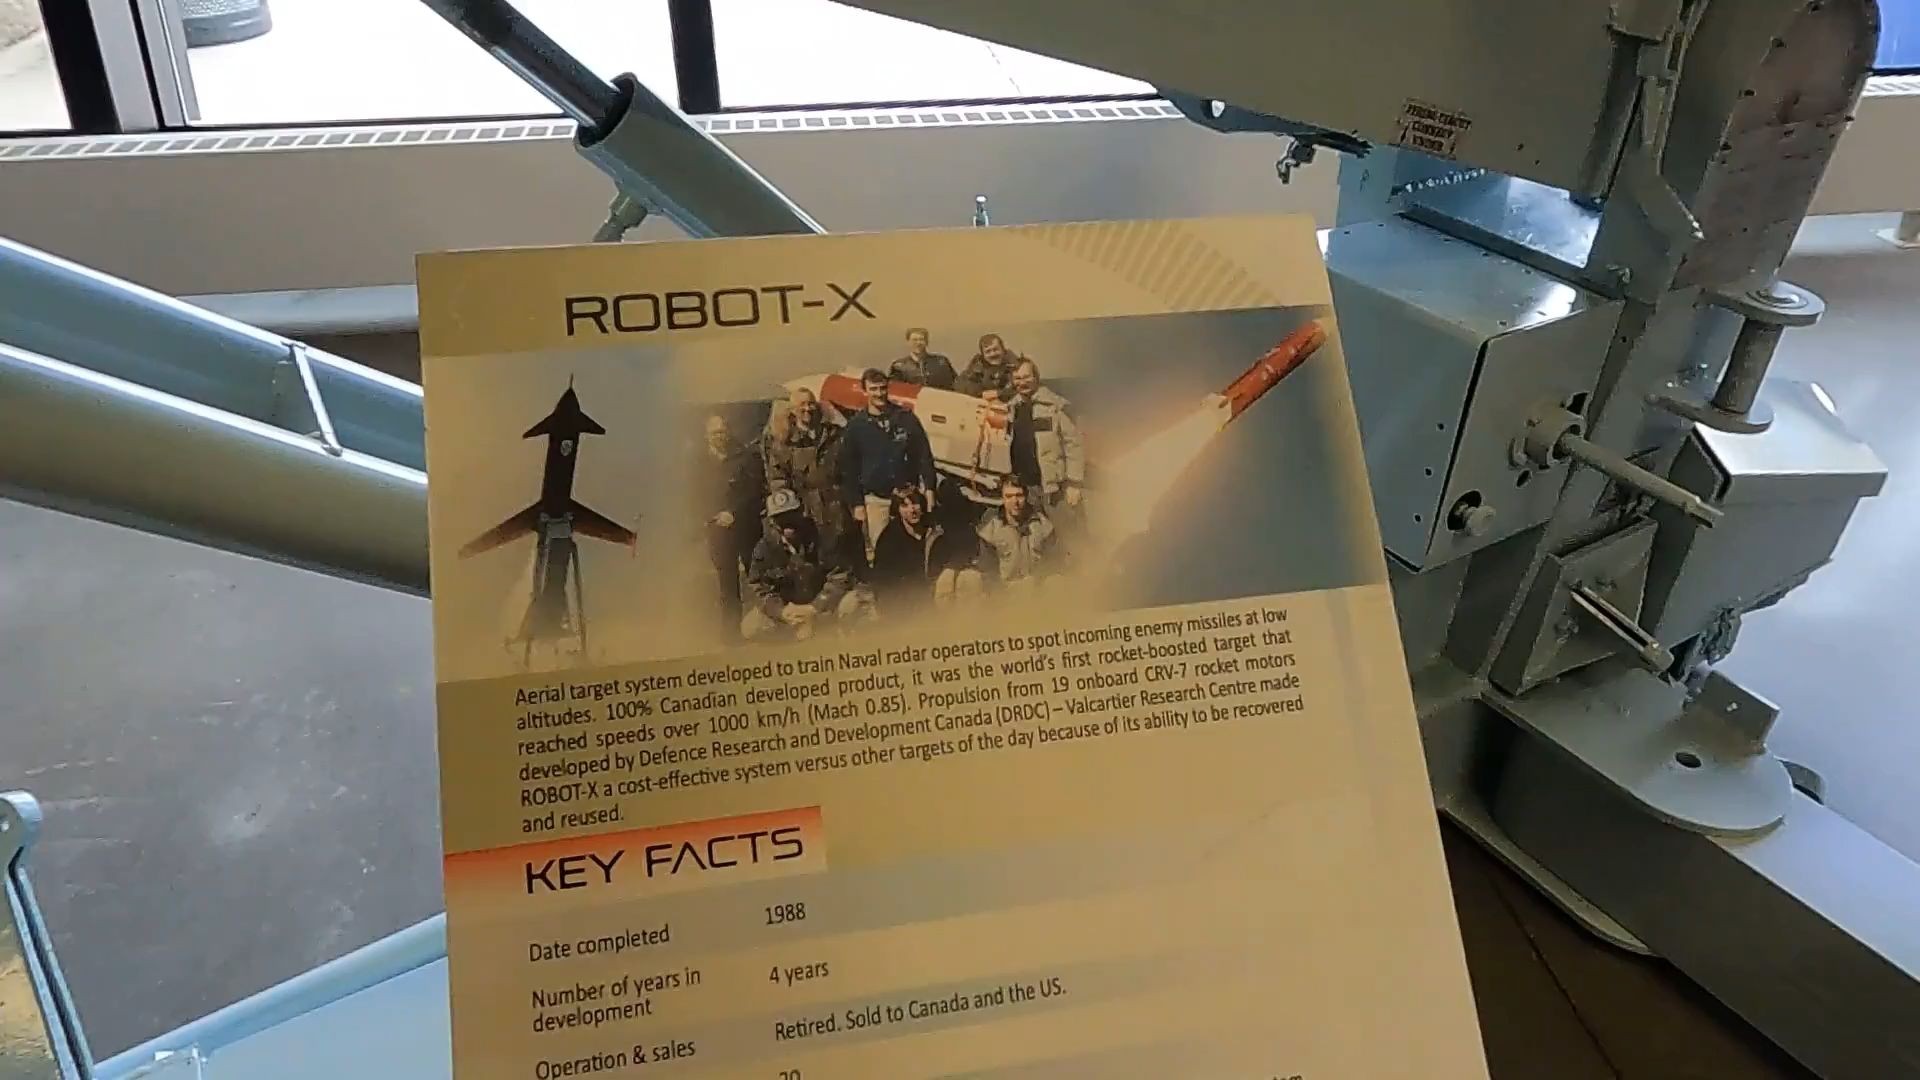 ROBOT-X
Aerial target system developed to train Naval radar operators to spot incoming enemy missiles at low
altitudes. 100% Canadian developed product, it was the world's first rocket-boosted target that
reached speeds over 1000 km/h (Mach 0.85). Propulsion from 19 onboard CRV-7 rocket motors
developed by Defence Research and Development Canada (DRDC) – Valcartier Research Centre made
ROBOT-X a cost-effective system versus other targets of the day because of its ability to be recovered
and reused.
KEY FACTS
Date completed 1988
Number of years in
development
4 years
Operation & sales
Retired. Sold to Canada and the US.
FIRING CIRCUIT
CONNECT
UNDER